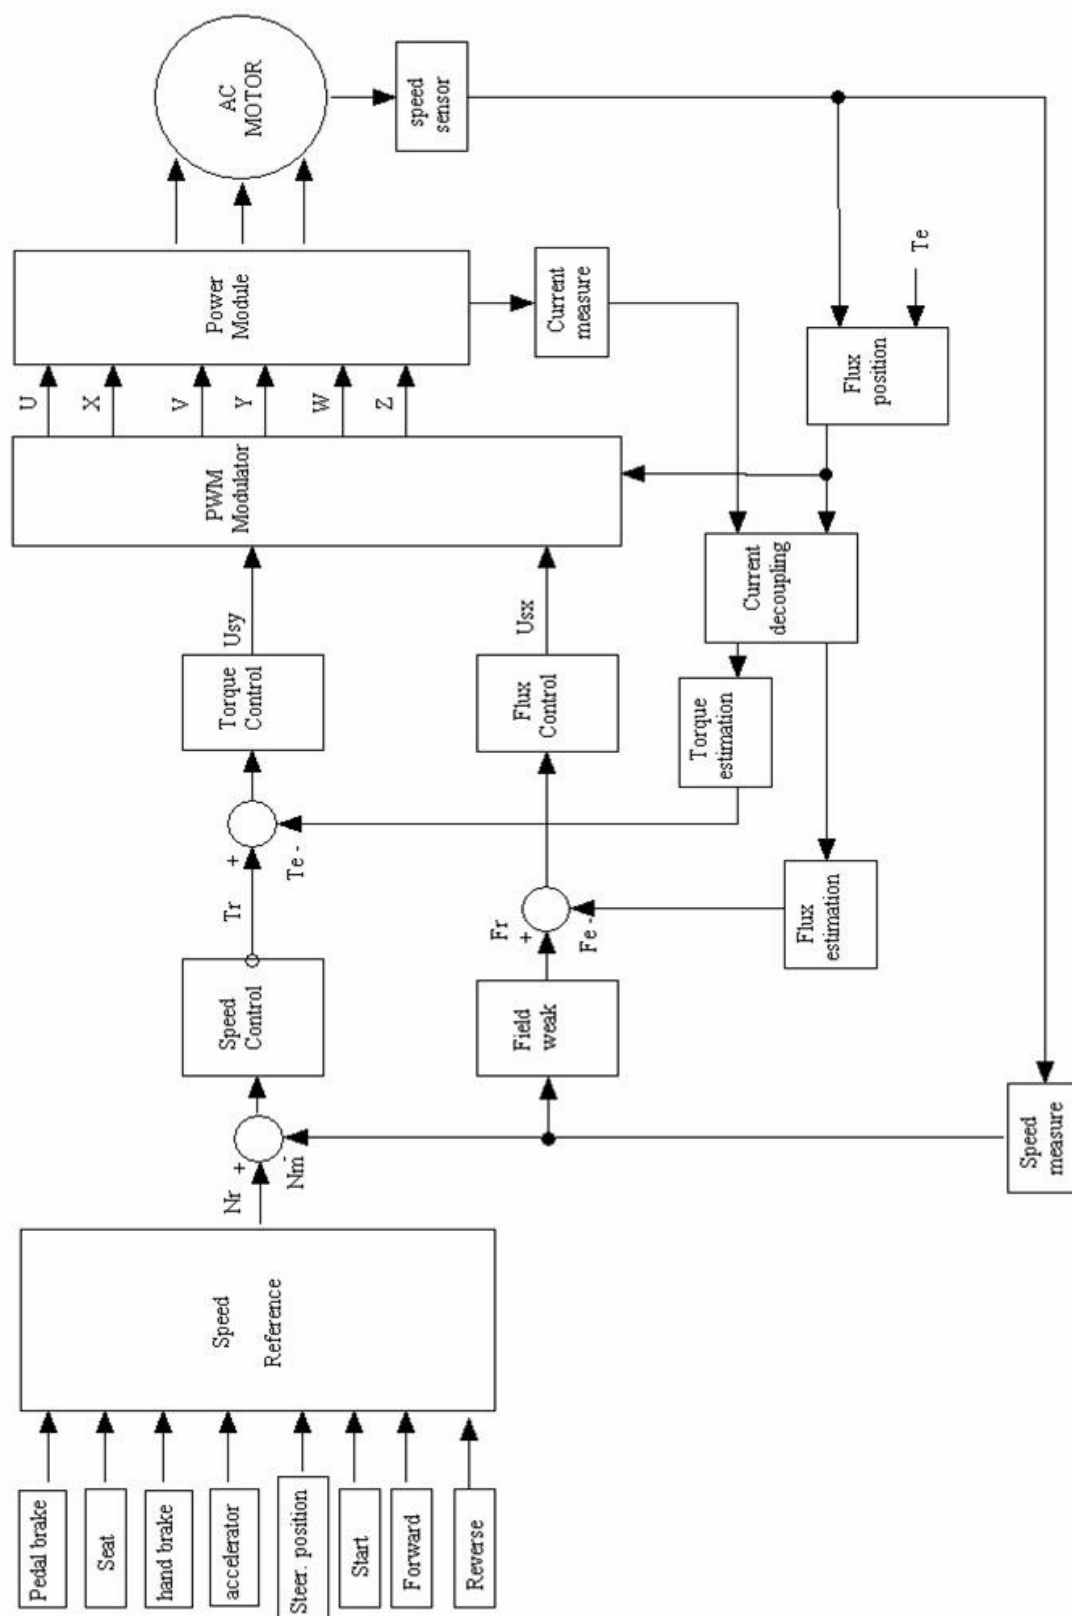 Pedal brake
Seat
hand brake
accelerator
Steer. position
Start
Forward
Reverse
Speed
Reference
Nr
+
Nm
-
Speed
Control
Tr
+
Te -
Torque
Control
Usy
Field
weak
Fr
+
Fe -
Flux
Control
Usx
PWM
Modulator
U
X
V
Y
W
Z
Power
Module
AC
MOTOR
speed
sensor
Current
measure
Te
Flux
position
Current
decoupling
Torque
estimation
Flux
estimation
Speed
measure